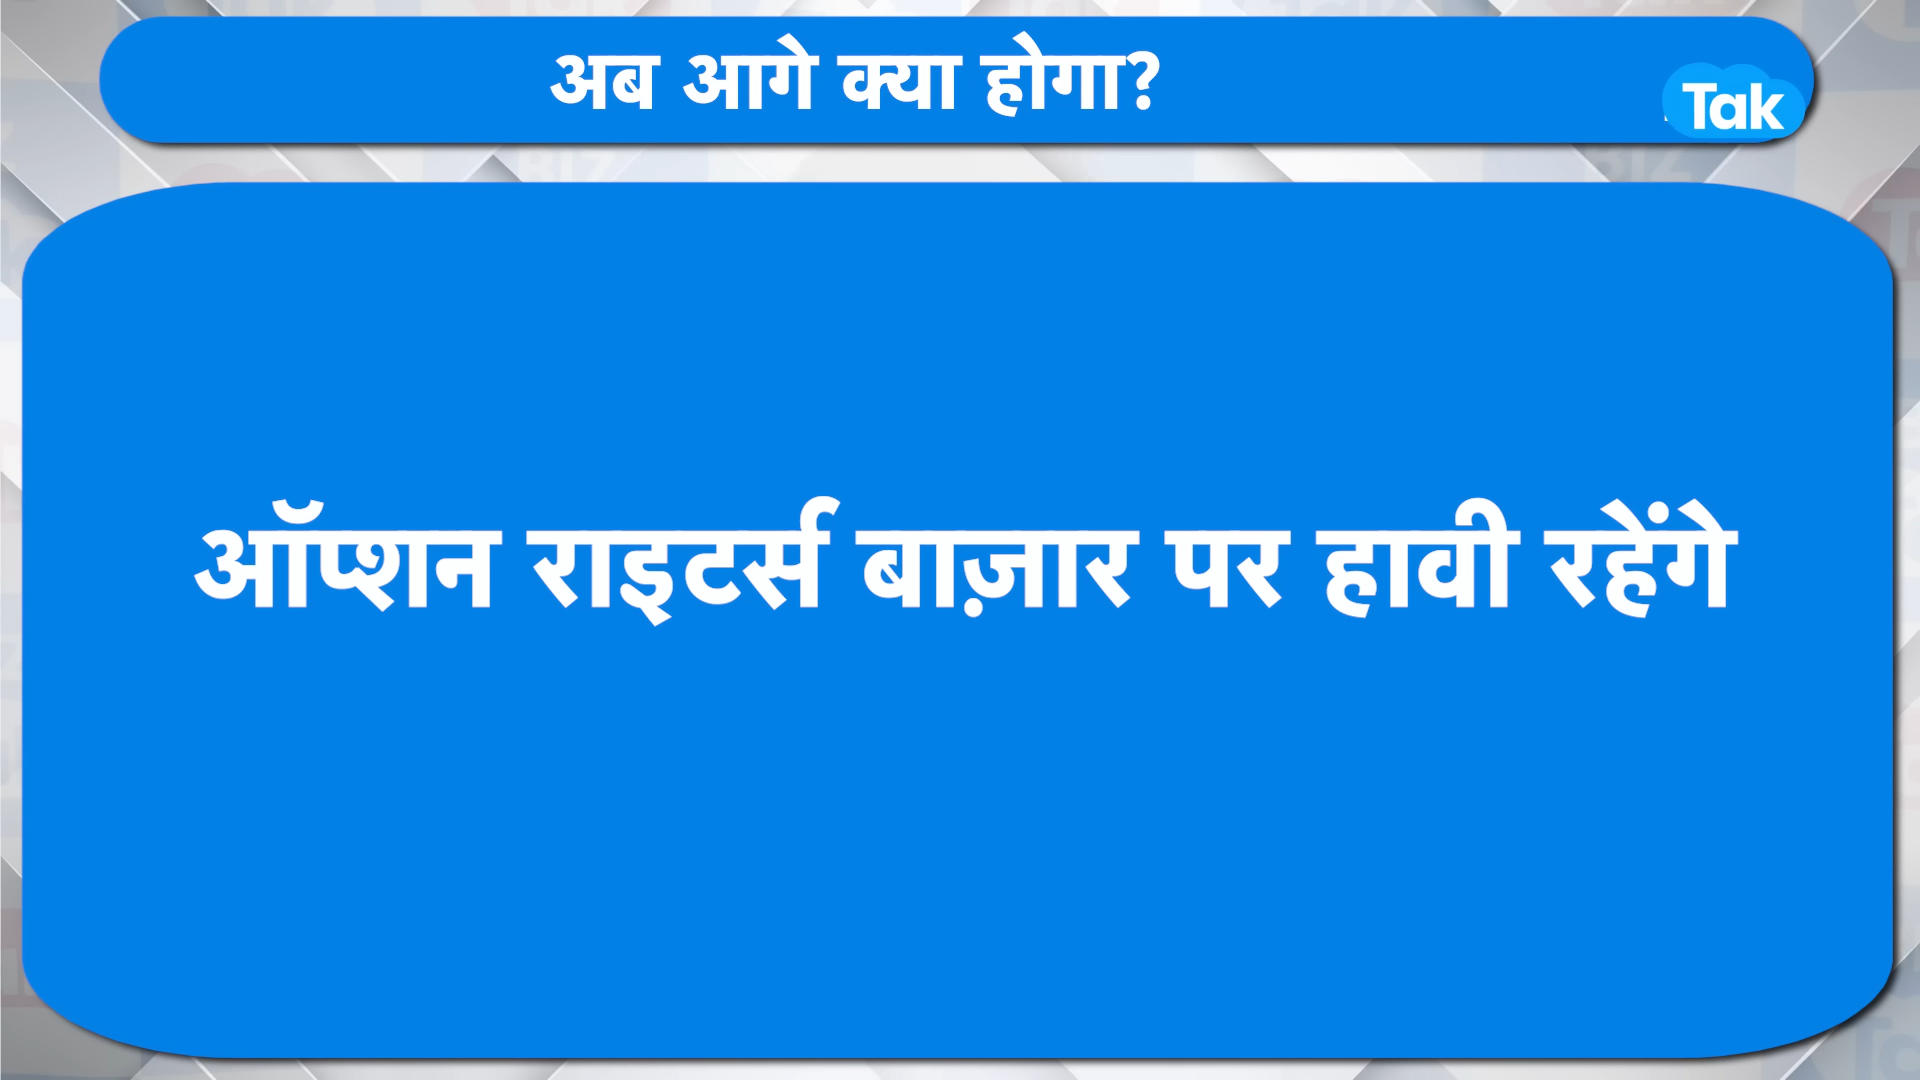 अब आगे क्या होगा?
Tak
ऑप्शन राइटर्स बाज़ार पर हावी रहेंगे